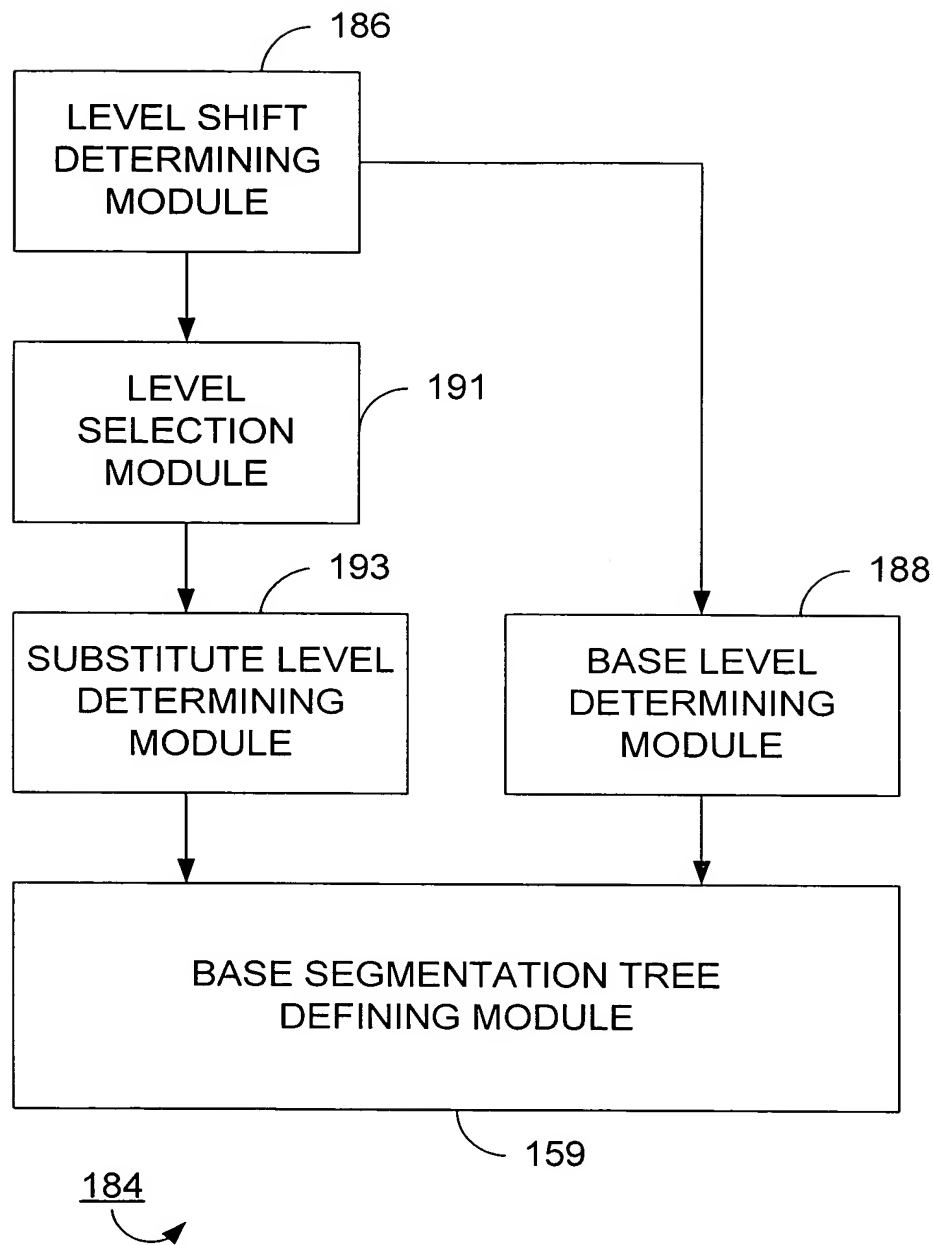 186
LEVEL SHIFT
DETERMINING
MODULE
LEVEL
SELECTION
MODULE
191
193
188
SUBSTITUTE LEVEL
DETERMINING
MODULE
BASE LEVEL
DETERMINING
MODULE
BASE SEGMENTATION TREE
DEFINING MODULE
159
184